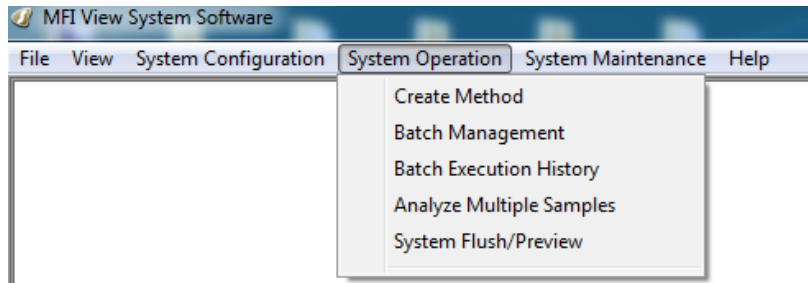 MFI View System Software
File View System Configuration System Operation System Maintenance Help
Create Method
Batch Management
Batch Execution History
Analyze Multiple Samples
System Flush/Preview